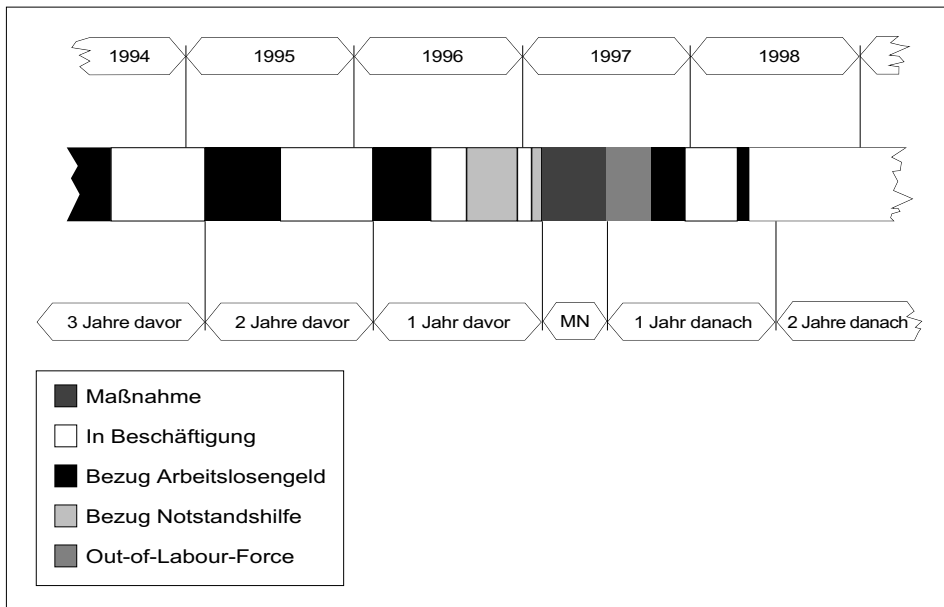 1994
1995
1996
1997
1998
3 Jahre davor
2 Jahre davor
1 Jahr davor
MN
1 Jahr danach
2 Jahre danach
Maßnahme
In Beschäftigung
Bezug Arbeitslosengeld
Bezug Notstandshilfe
Out-of-Labour-Force